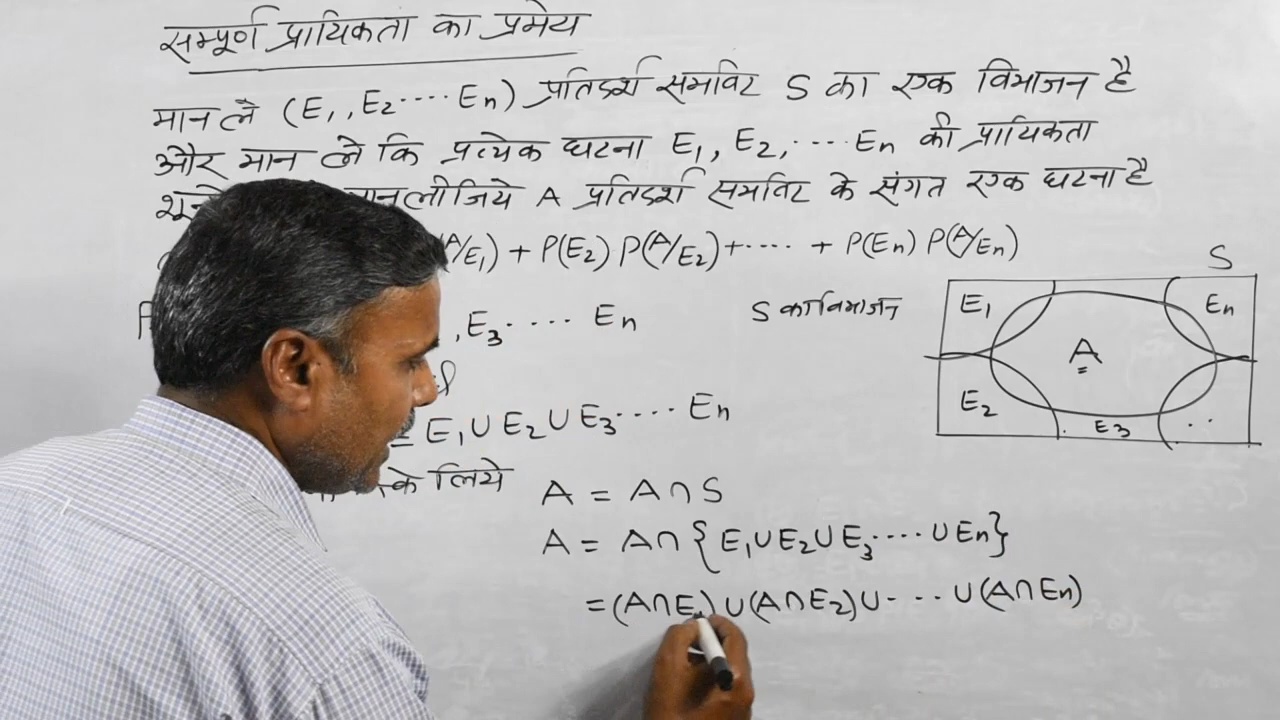 सम्पूर्ण प्रायिकता का प्रमेय
मान ले (E₁, E₂ .... Eₙ) प्रतिदर्श समष्टि S का एक विभाजन है
और मान लो कि प्रत्येक घटना E₁, E₂, .... Eₙ की प्रायिकता
लीजिये A प्रतिदर्श समष्टि के संगत एक घटना है
(A/E₁) + P(E₂) P(A/E₂) + .... + P(Eₙ) P(A/Eₙ)
S
, E₃ .... Eₙ
S का विभाजन
E₁
Eₙ
A
= E₁ ∪ E₂ ∪ E₃ .... Eₙ
E₂
E₃
..
के लिये
A = A ∩ S
A = A ∩ { E₁ ∪ E₂ ∪ E₃ .... ∪ Eₙ }
= (A ∩ E₁) ∪ (A ∩ E₂) ∪ .... ∪ (A ∩ Eₙ)